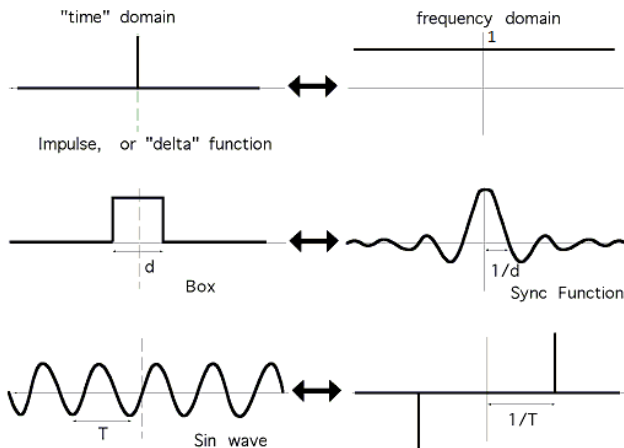 "time" domain
frequency domain
1
Impulse, or "delta" function
d
1/d
Box
Sync Function
T
1/T
Sin wave